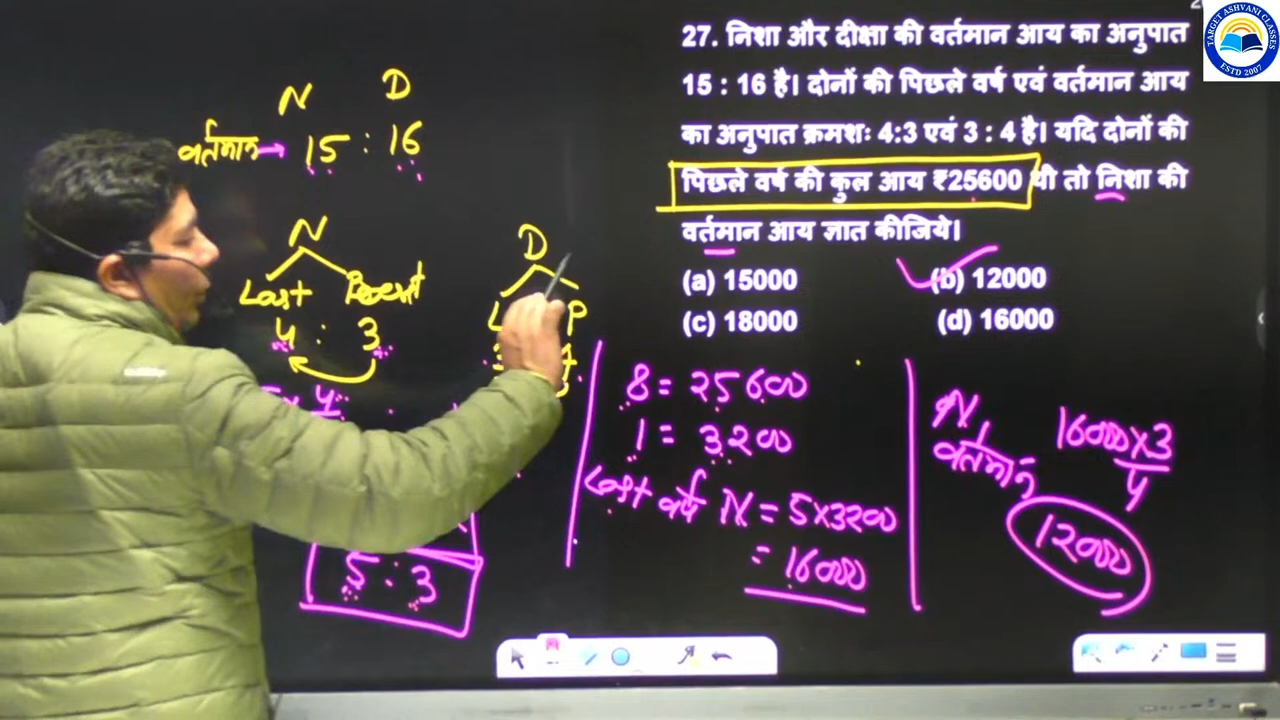 TARGET ASHVANI CLASSES
ESTD 2007
27. निशा और दीक्षा की वर्तमान आय का अनुपात
15 : 16 है। दोनों की पिछले वर्ष एवं वर्तमान आय
का अनुपात क्रमशः 4:3 एवं 3 : 4 है। यदि दोनों की
पिछले वर्ष की कुल आय ₹25600 थी तो निशा की
वर्तमान आय ज्ञात कीजिये।
(a) 15000 (b) 12000
(c) 18000 (d) 16000
N D
वर्तमान → 15 : 16
N
Last Present
4 : 3
D
P
5 : 3
8 = 25600
1 = 3200
Last वर्ष N = 5×3200
= 16000
N,
वर्तमान
16000×3
4
12000